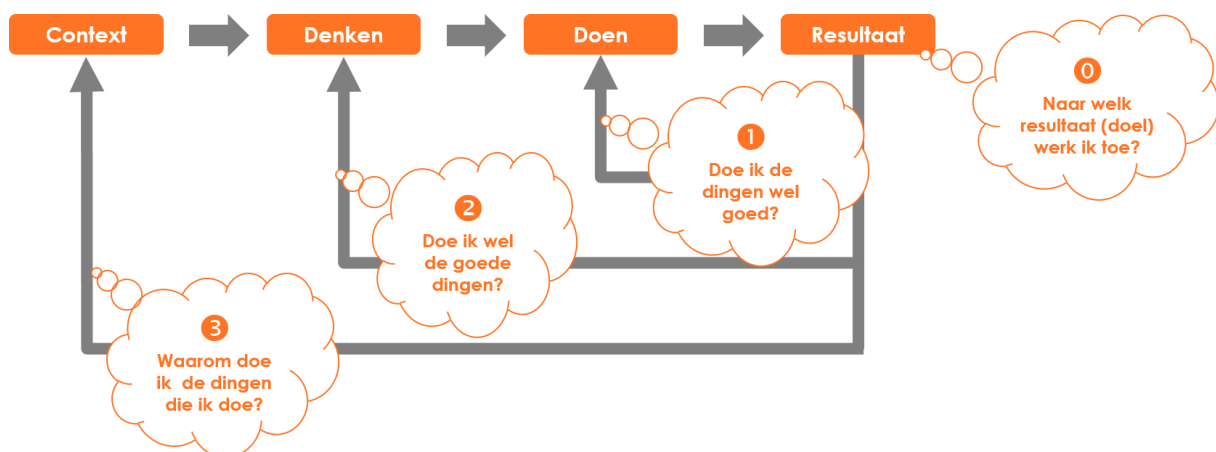 Context
Denken
Doen
Resultaat
0
Naar welk
resultaat (doel)
werk ik toe?
1
Doe ik de
dingen wel
goed?
2
Doe ik wel
de goede
dingen?
3
Waarom doe
ik de dingen
die ik doe?